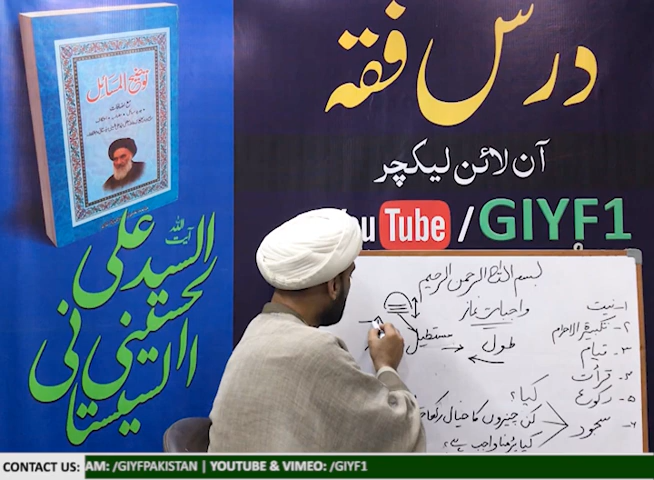 توضیح المسائل
آیت
اللہ
السید علی
الحسینی
السیستانی
درس فقہ
آن لائن لیکچر
YouTube/GIYF1
بسم اللہ الرحمن الرحیم
واجبات نماز
۱- نیت
۲- تکبیرۃ الاحرام
۳- قیام
۴- قرأت
۵- رکوع
۶- سجود
مستطیل
طول
کیا؟
کن چیزوں کا خیال رکھا
کیا پڑھنا واجب ہے؟
CONTACT US: AM: /GIYFPAKISTAN | YOUTUBE & VIMEO: /GIYF1